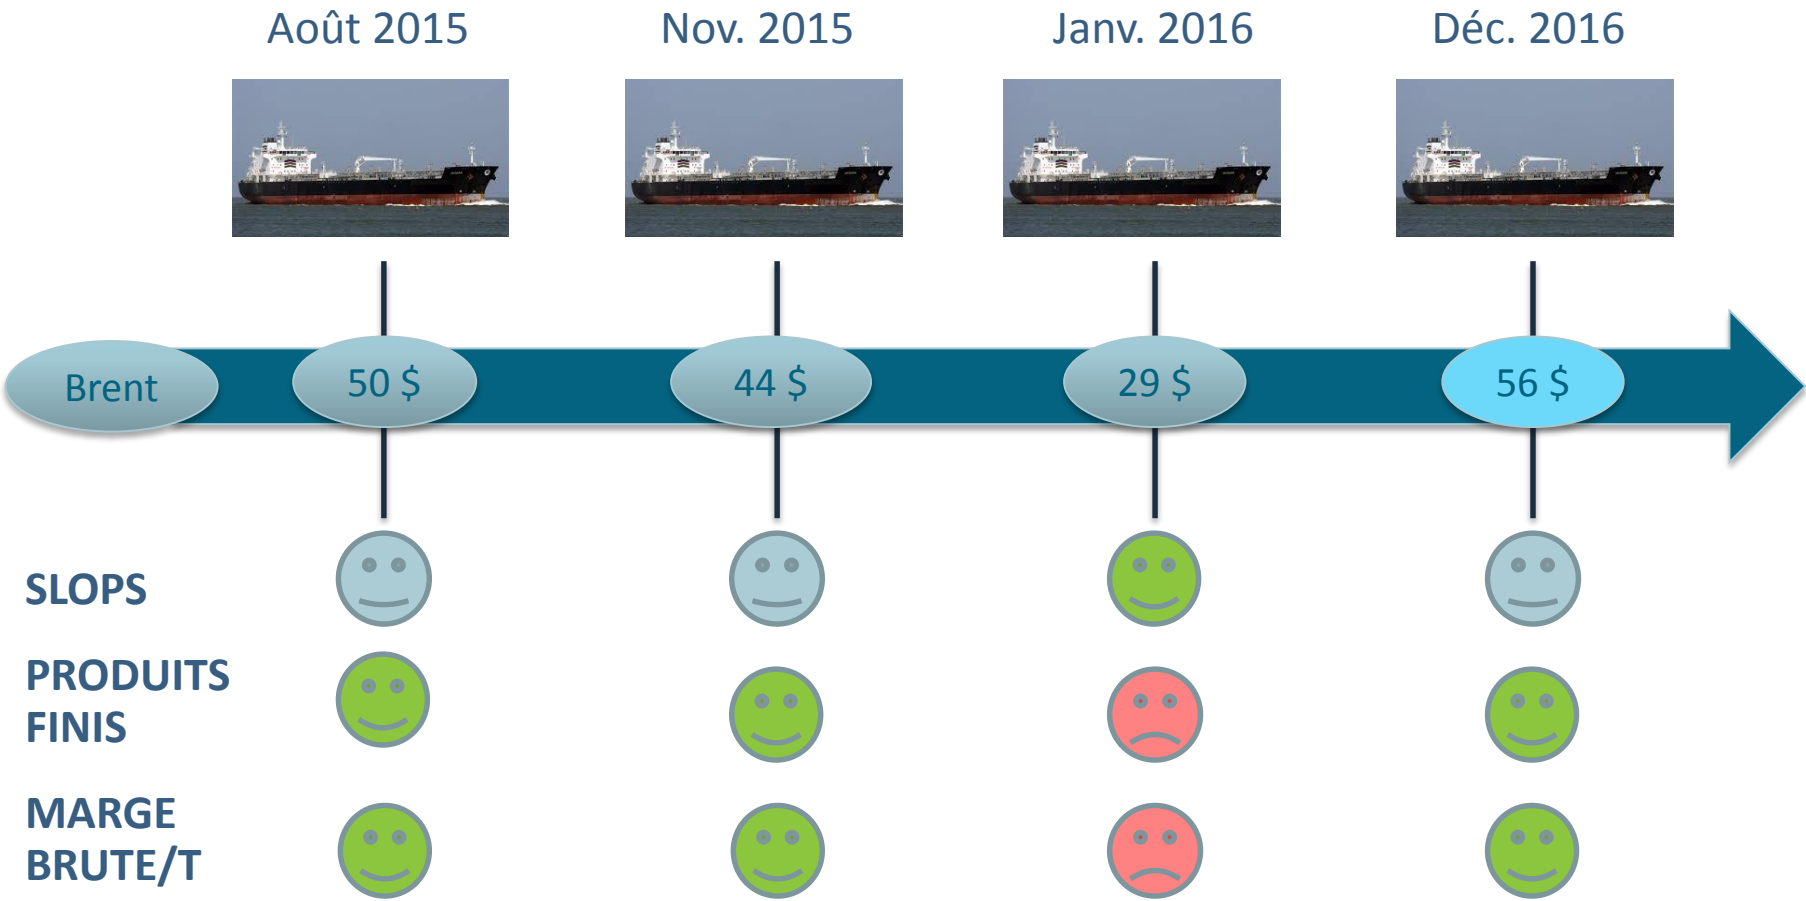 Août 2015
Nov. 2015
Janv. 2016
Déc. 2016
Brent
50 $
44 $
29 $
56 $
SLOPS
PRODUITS
FINIS
MARGE
BRUTE/T